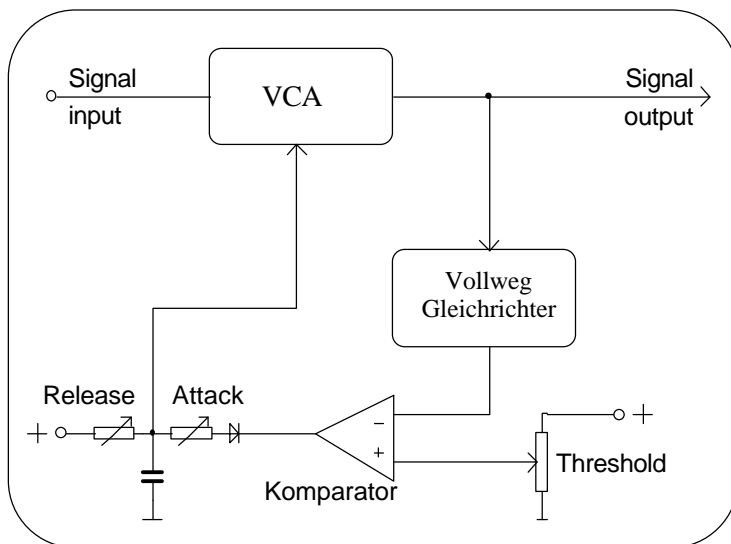 Signal
input
VCA
Signal
output
Vollweg
Gleichrichter
Release
Attack
+
−
+
Komparator
+
Threshold